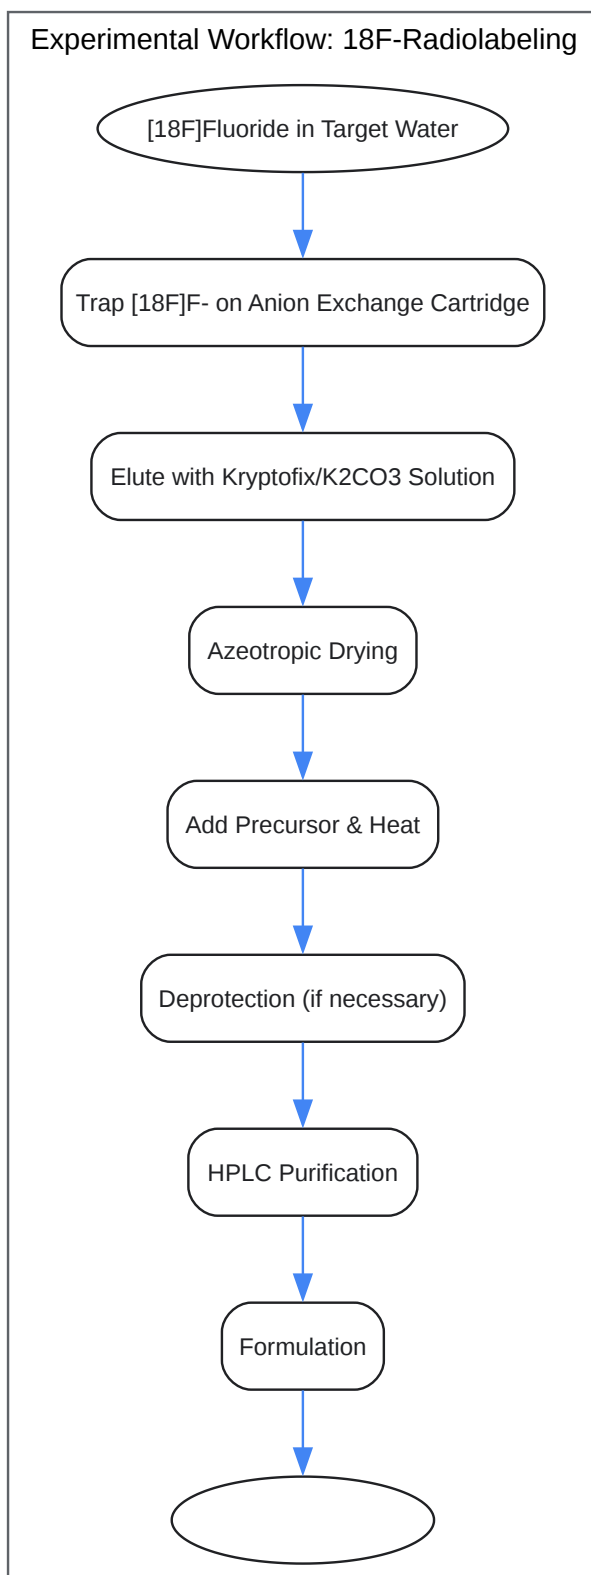 Experimental Workflow: 18F-Radiolabeling
[18F]Fluoride in Target Water
Trap [18F]F- on Anion Exchange Cartridge
Elute with Kryptofix/K2CO3 Solution
Azeotropic Drying
Add Precursor & Heat
Deprotection (if necessary)
HPLC Purification
Formulation